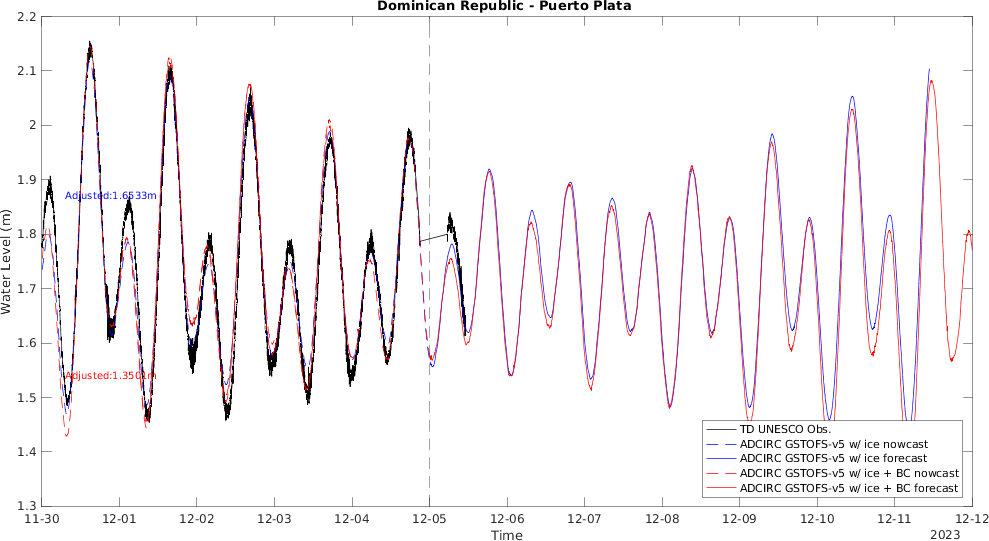 Dominican Republic - Puerto Plata
2.2
2.1
2
1.9
1.8
1.7
1.6
1.5
1.4
1.3
Water Level (m)
Adjusted:1.6533m
TD UNESCO Obs.
ADCIRC GSTOFS-v5 w/ ice nowcast
ADCIRC GSTOFS-v5 w/ ice forecast
ADCIRC GSTOFS-v5 w/ ice + BC nowcast
ADCIRC GSTOFS-v5 w/ ice + BC forecast
11-30 12-01 12-02 12-03 12-04 12-05 12-06 12-07 12-08 12-09 12-10 12-11 12-12
Time
2023